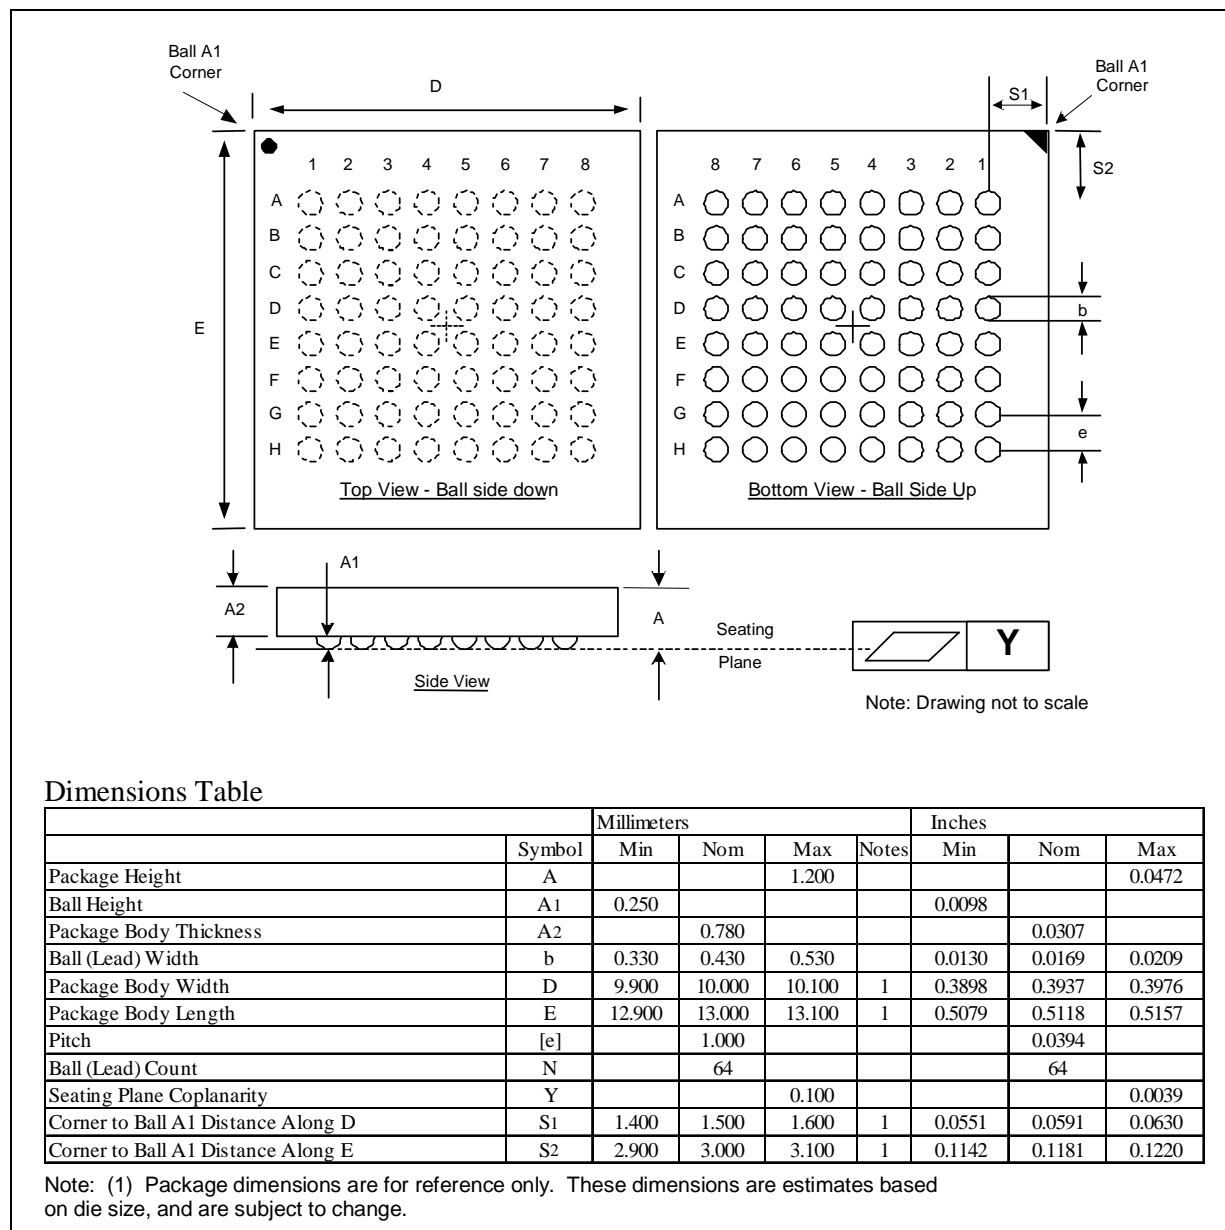 Ball A1
Corner
D
S1
Ball A1
Corner
1 2 3 4 5 6 7 8
8 7 6 5 4 3 2 1
S2
A
B
C
D
E
F
G
H
E
A
B
C
D
E
F
G
H
b
e
Top View - Ball side down
Bottom View - Ball Side Up
A1
A2
A
Seating
Plane
Y
Side View
Note: Drawing not to scale
Dimensions Table
Millimeters Inches
Symbol Min Nom Max Notes Min Nom Max
Package Height A 1.200 0.0472
Ball Height A1 0.250 0.0098
Package Body Thickness A2 0.780 0.0307
Ball (Lead) Width b 0.330 0.430 0.530 0.0130 0.0169 0.0209
Package Body Width D 9.900 10.000 10.100 1 0.3898 0.3937 0.3976
Package Body Length E 12.900 13.000 13.100 1 0.5079 0.5118 0.5157
Pitch [e] 1.000 0.0394
Ball (Lead) Count N 64 64
Seating Plane Coplanarity Y 0.100 0.0039
Corner to Ball A1 Distance Along D S1 1.400 1.500 1.600 1 0.0551 0.0591 0.0630
Corner to Ball A1 Distance Along E S2 2.900 3.000 3.100 1 0.1142 0.1181 0.1220
Note: (1) Package dimensions are for reference only. These dimensions are estimates based
on die size, and are subject to change.